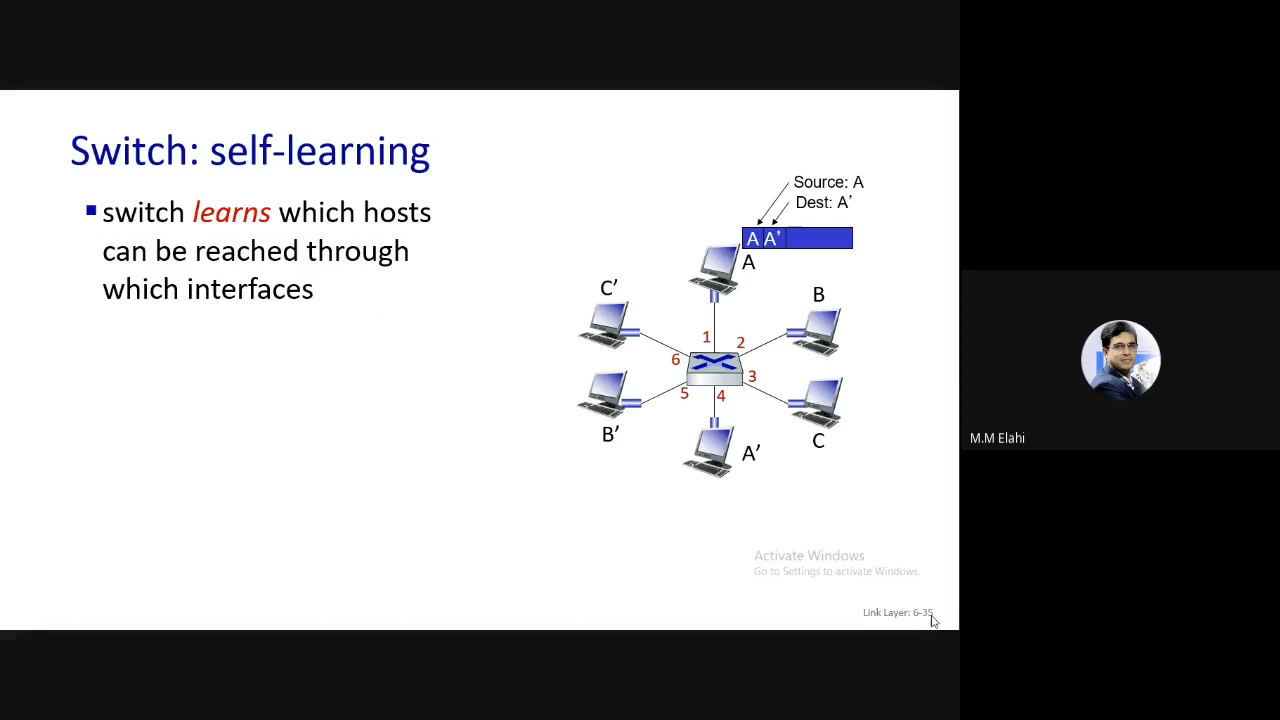 Switch: self-learning
switch learns which hosts
can be reached through
which interfaces
Source: A
Dest: A’
A A’
A
C’
B
1
2
6
3
5
4
B’
C
A’
Activate Windows
Go to Settings to activate Windows.
Link Layer: 6-35
M.M Elahi